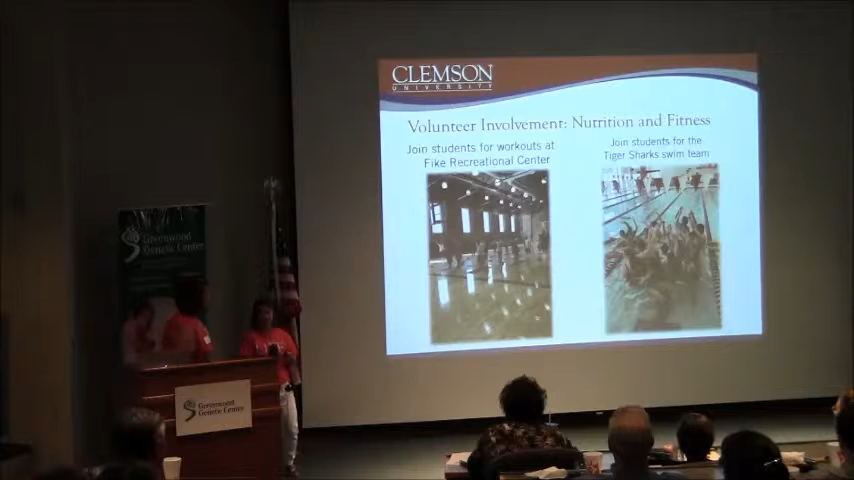 CLEMSON
UNIVERSITY
Volunteer Involvement: Nutrition and Fitness
Join students for workouts at
Fike Recreational Center
Join students for the
Tiger Sharks swim team
Greenwood
Genetic Center
Greenwood
Genetic Center